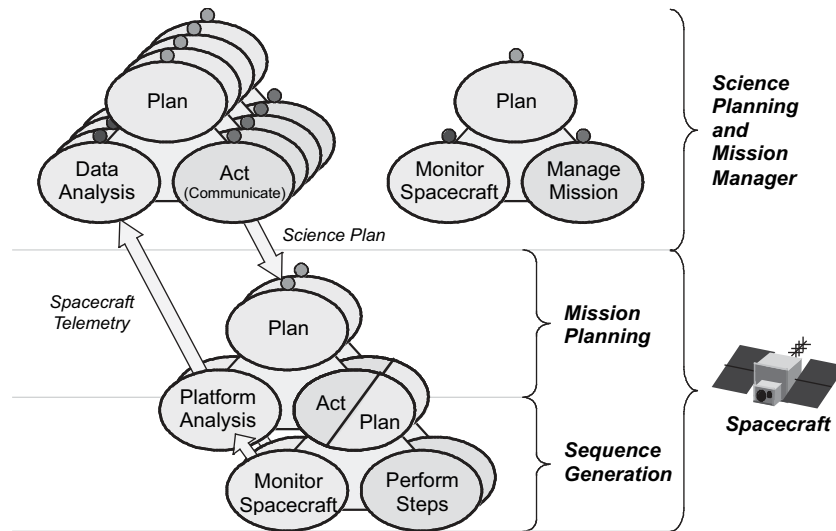 Plan
Data
Analysis
Act
(Communicate)
Plan
Monitor
Spacecraft
Manage
Mission
Science
Planning
and
Mission
Manager
Science Plan
Spacecraft
Telemetry
Plan
Mission
Planning
Platform
Analysis
Act
Plan
Monitor
Spacecraft
Perform
Steps
Sequence
Generation
Spacecraft